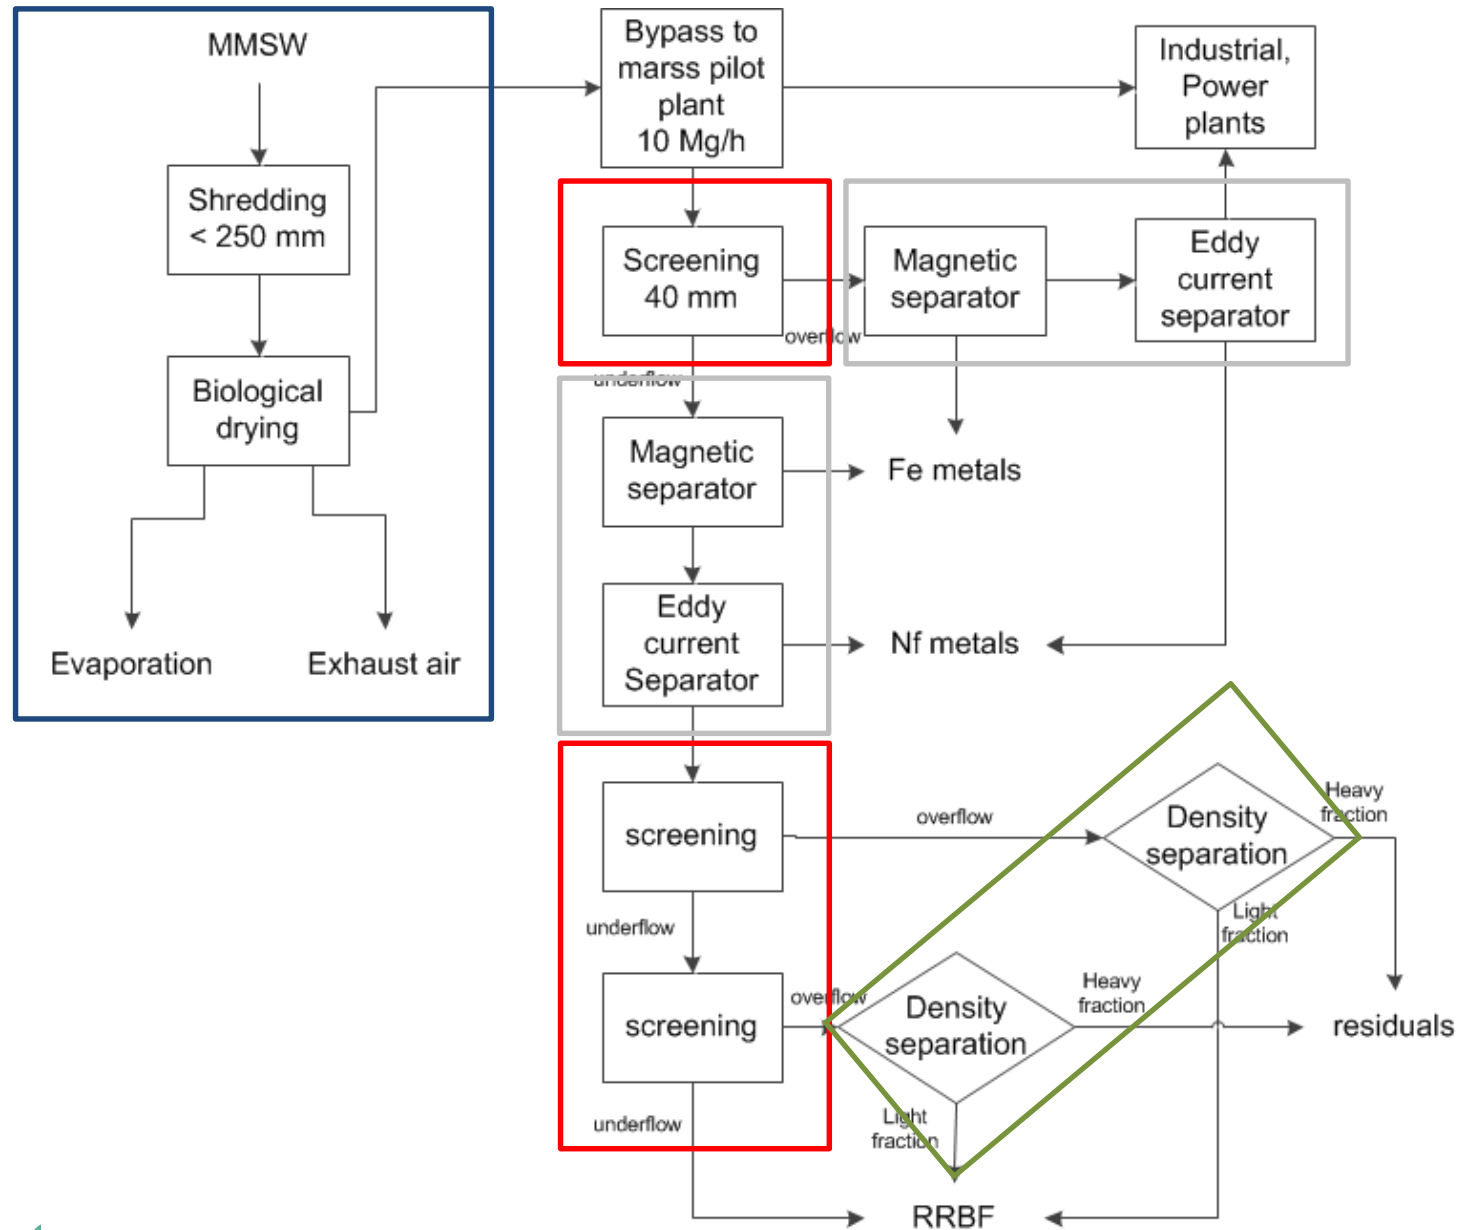 MMSW
Shredding
< 250 mm
Biological
drying
Evaporation
Exhaust air
Bypass to
marss pilot
plant
10 Mg/h
Industrial,
Power
plants
Screening
40 mm
overflow
Magnetic
separator
Eddy
current
separator
underflow
Magnetic
separator
Fe metals
Eddy
current
Separator
Nf metals
screening
overflow
Density
separation
Heavy
fraction
Light
fraction
underflow
screening
overflow
Density
separation
Heavy
fraction
residuals
Light
fraction
underflow
RRBF